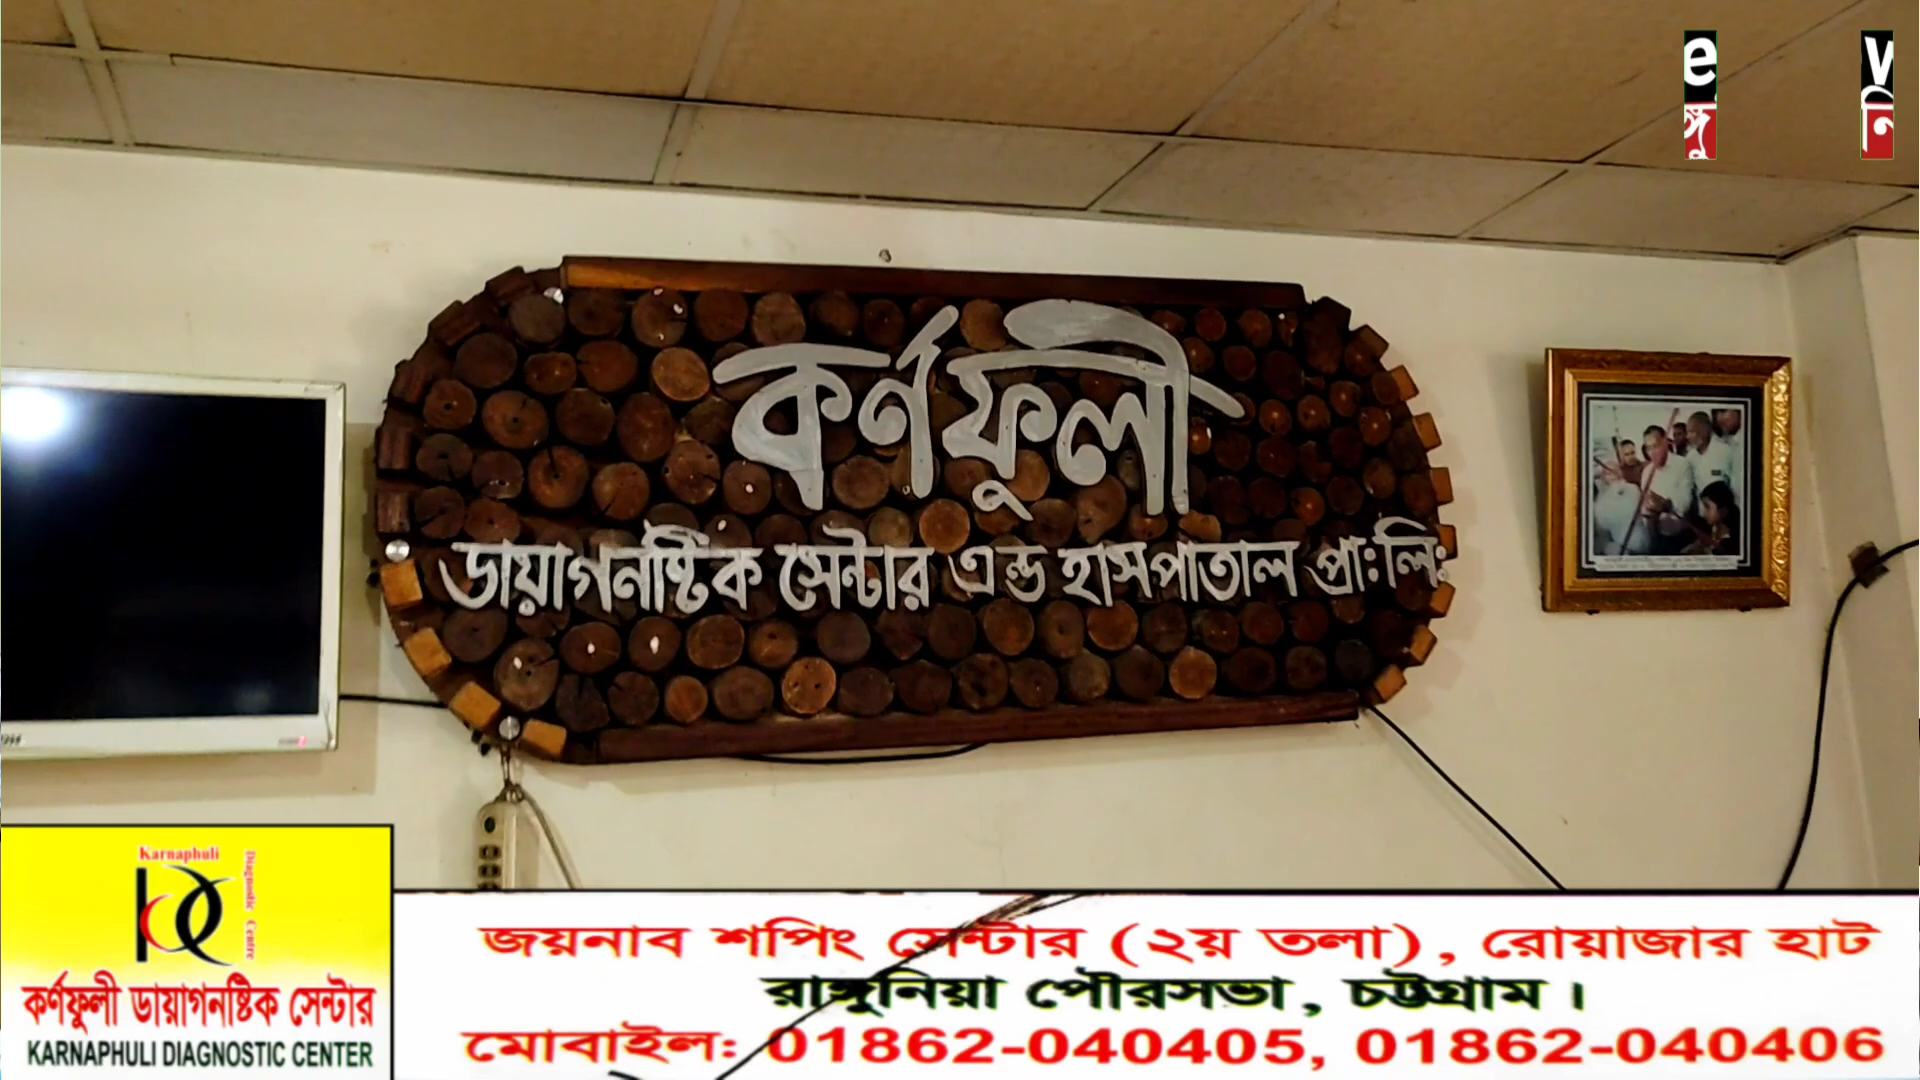 e
v
ঙ্গু
নি
কর্ণফুলী
ডায়াগনষ্টিক সেন্টার এন্ড হাসপাতাল প্রা:লি:
Karnaphuli
Diagnostic Centre
কর্ণফুলী ডায়াগনষ্টিক সেন্টার
KARNAPHULI DIAGNOSTIC CENTER
জয়নাব শপিং সেন্টার (২য় তলা), রোয়াজার হাট
রাঙ্গুনিয়া পৌরসভা, চট্টগ্রাম।
মোবাইল: 01862-040405, 01862-040406